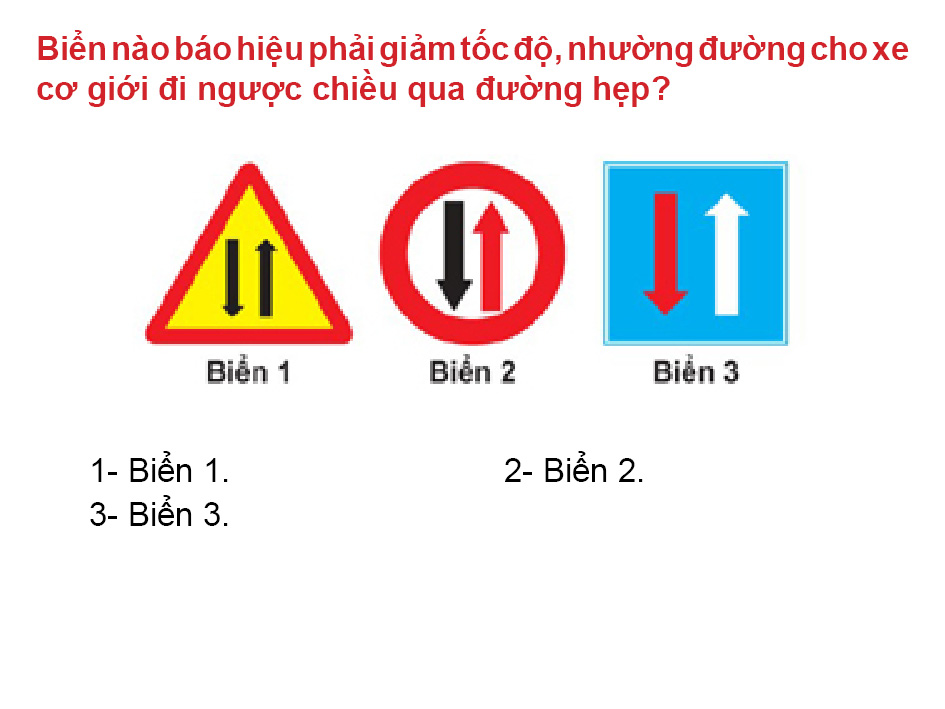 Biển nào báo hiệu phải giảm tốc độ, nhường đường cho xe
cơ giới đi ngược chiều qua đường hẹp?
Biển 1 Biển 2 Biển 3
1- Biển 1. 2- Biển 2.
3- Biển 3.